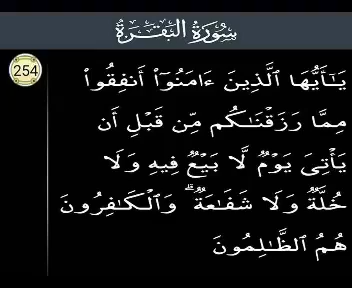 سُورَةُ البَقَرَةِ
254
يَـٰٓأَيُّهَا ٱلَّذِينَ ءَامَنُوٓا۟ أَنفِقُوا۟
مِمَّا رَزَقْنَـٰكُم مِّن قَبْلِ أَن
يَأْتِىَ يَوْمٌ لَّا بَيْعٌ فِيهِ وَلَا
خُلَّةٌ وَلَا شَفَـٰعَةٌ ۗ وَٱلْكَـٰفِرُونَ
هُمُ ٱلظَّـٰلِمُونَ